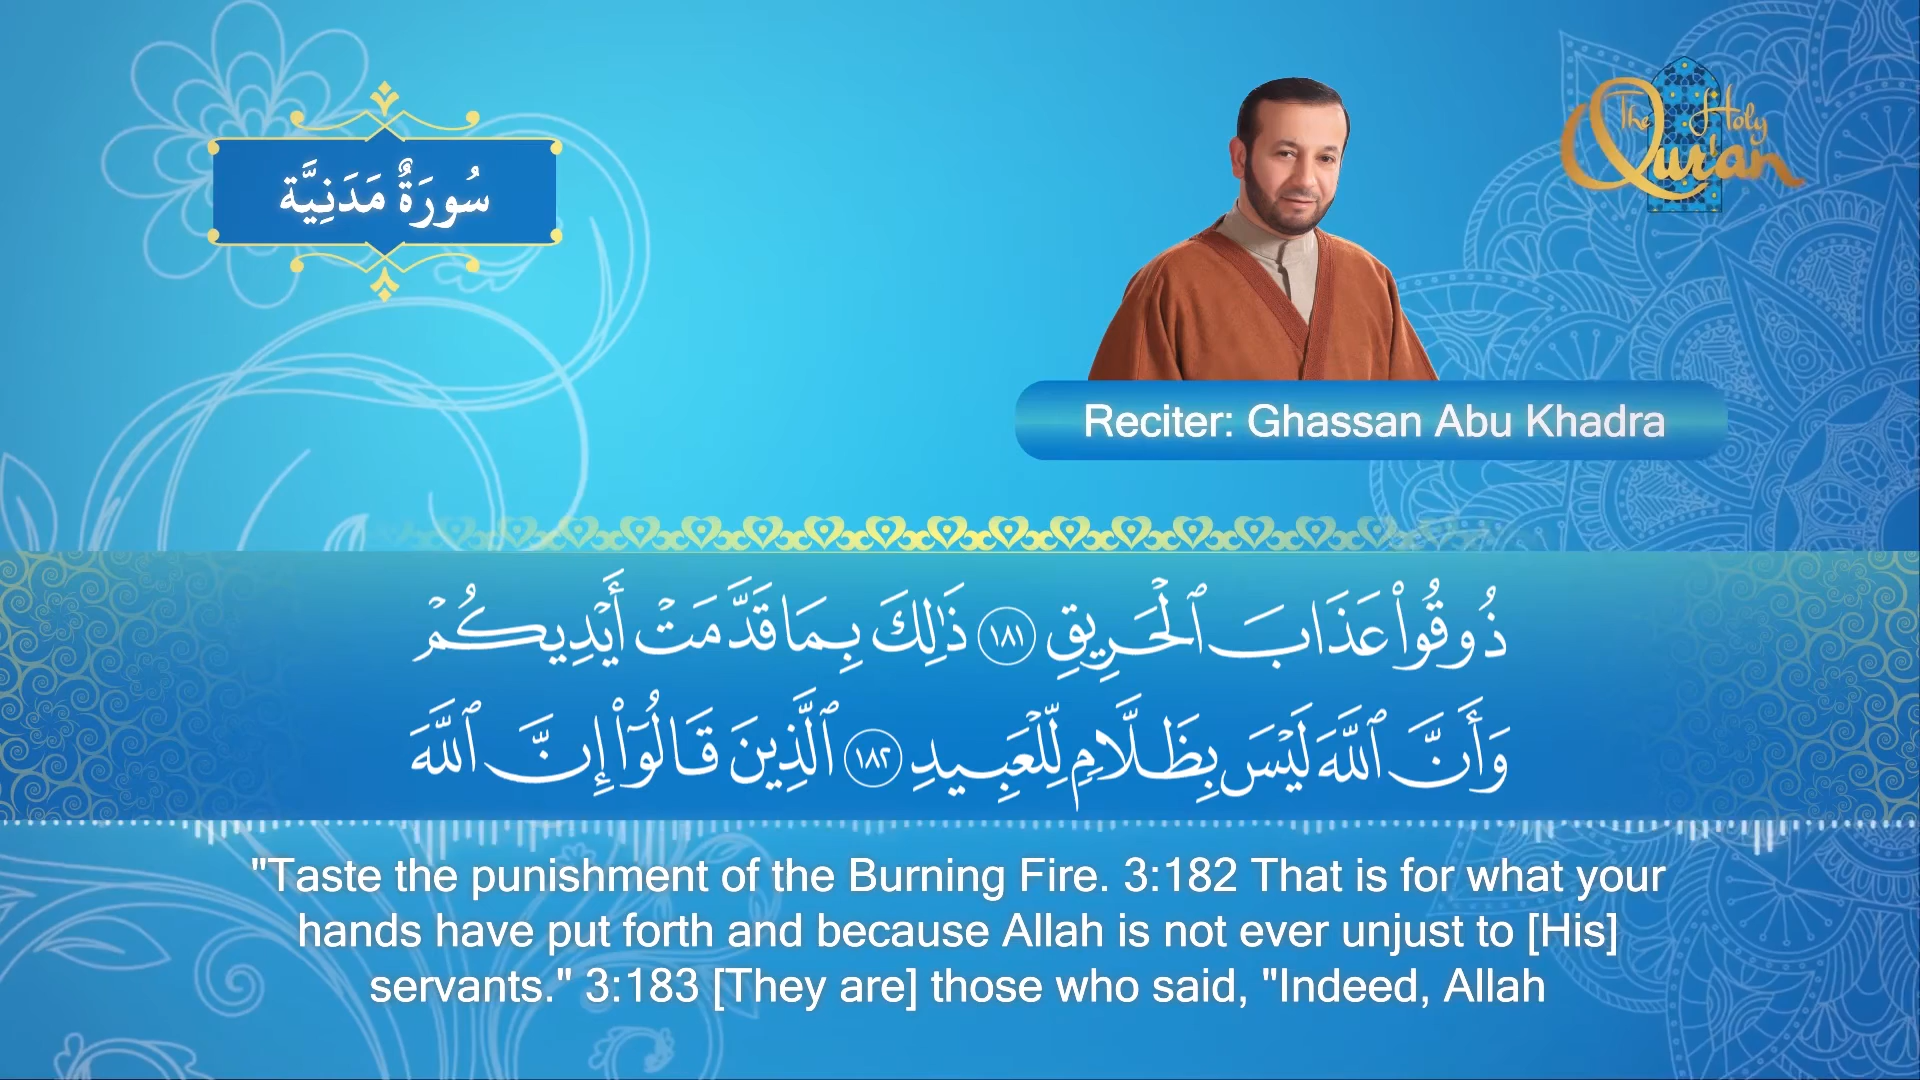 سُورَةٌ مَدَنِيَّة
The Holy Qur'an
Reciter: Ghassan Abu Khadra
ذُوقُوا۟ عَذَابَ ٱلْحَرِيقِ ١٨١ ذَٰلِكَ بِمَا قَدَّمَتْ أَيْدِيكُمْ
وَأَنَّ ٱللَّهَ لَيْسَ بِظَلَّامٍ لِّلْعَبِيدِ ١٨٢ ٱلَّذِينَ قَالُوٓا۟ إِنَّ ٱللَّهَ
"Taste the punishment of the Burning Fire. 3:182 That is for what your
hands have put forth and because Allah is not ever unjust to [His]
servants." 3:183 [They are] those who said, "Indeed, Allah